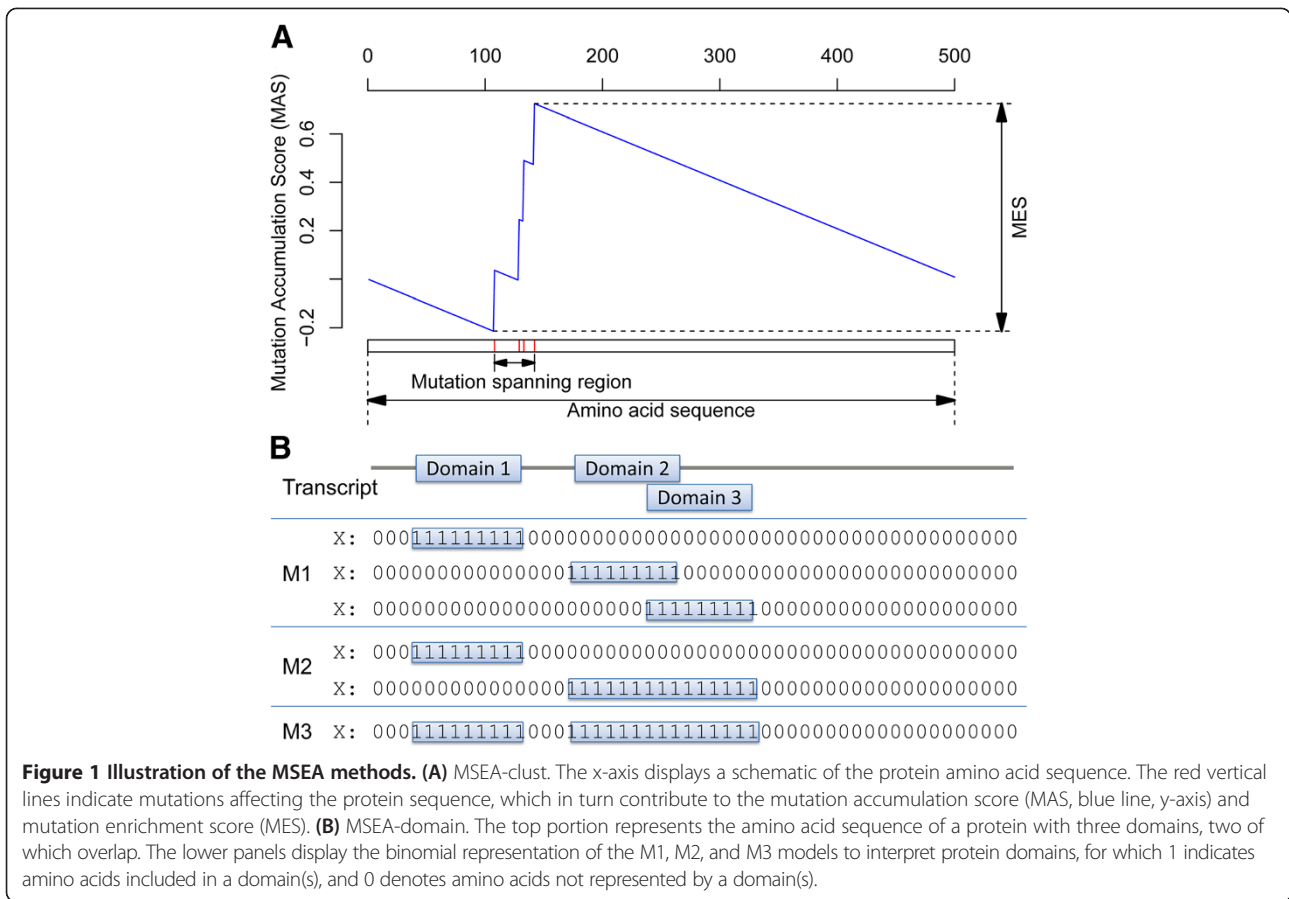 A
0 100 200 300 400 500
Mutation Accumulation Score (MAS)
0.6
0.4
0.2
−0.2
MES
Mutation spanning region
Amino acid sequence
B
Domain 1 Domain 2
Transcript
Domain 3
X: 00011111111100000000000000000000000000000000000000
M1 X: 00000000000000011111111100000000000000000000000000
X: 00000000000000000000011111111100000000000000000000
X: 00011111111100000000000000000000000000000000000000
M2
X: 00000000000000011111111111111100000000000000000000
M3 X: 00011111111100011111111111111100000000000000000000
Figure 1 Illustration of the MSEA methods. (A) MSEA-clust. The x-axis displays a schematic of the protein amino acid sequence. The red vertical
lines indicate mutations affecting the protein sequence, which in turn contribute to the mutation accumulation score (MAS, blue line, y-axis) and
mutation enrichment score (MES). (B) MSEA-domain. The top portion represents the amino acid sequence of a protein with three domains, two of
which overlap. The lower panels display the binomial representation of the M1, M2, and M3 models to interpret protein domains, for which 1 indicates
amino acids included in a domain(s), and 0 denotes amino acids not represented by a domain(s).